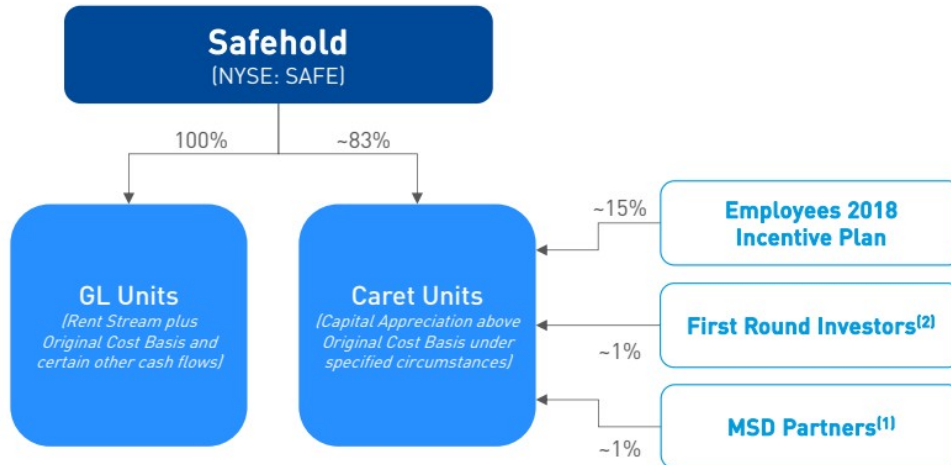 Safehold
(NYSE: SAFE)
100%
~83%
GL Units
(Rent Stream plus
Original Cost Basis and
certain other cash flows)
Caret Units
(Capital Appreciation above
Original Cost Basis under
specified circumstances)
~15%
Employees 2018
Incentive Plan
First Round Investors(2)
~1%
MSD Partners(1)
~1%